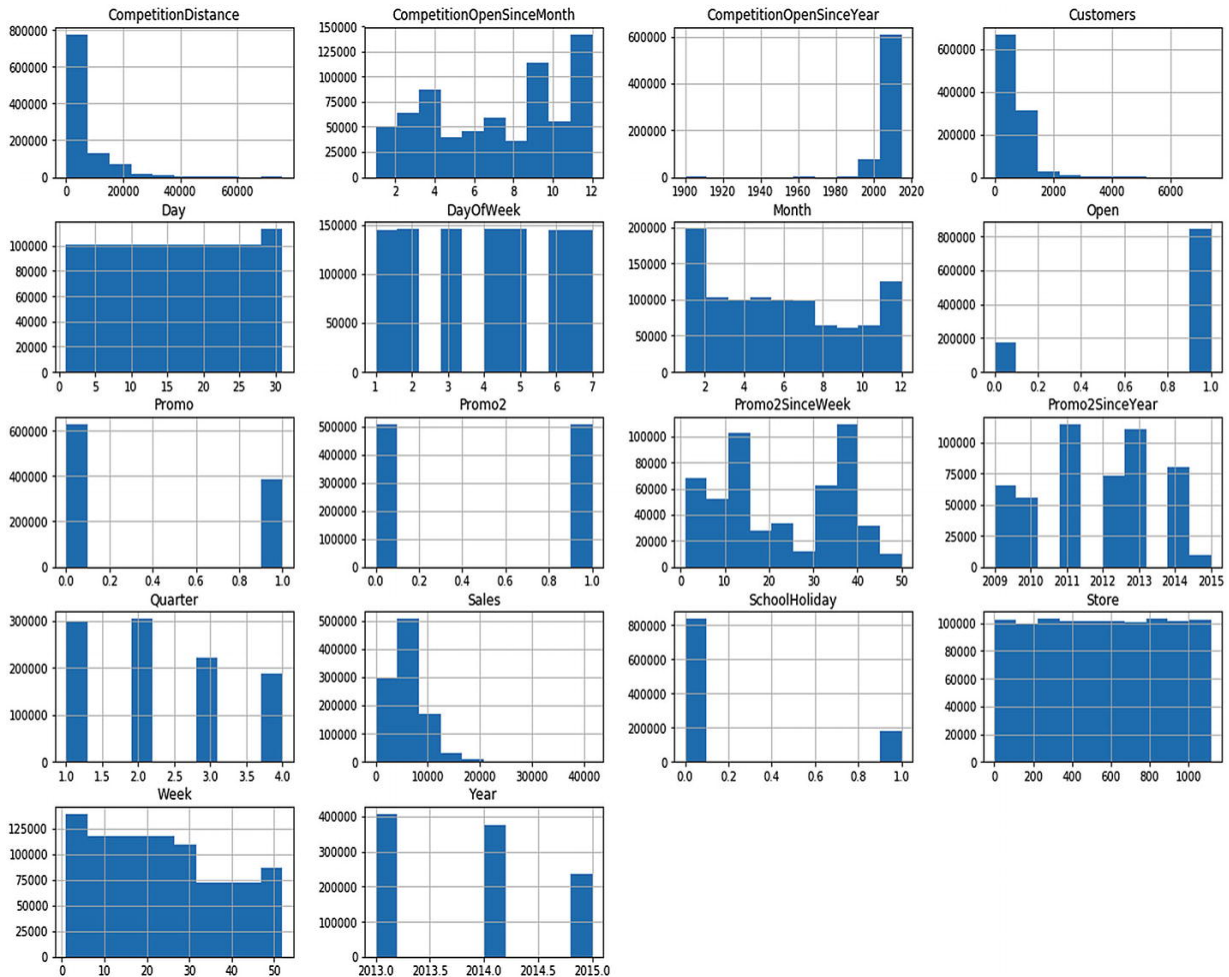 CompetitionDistance
800000
600000
400000
200000
0
0 20000 40000 60000
CompetitionOpenSinceMonth
150000
125000
100000
75000
50000
25000
0
2 4 6 8 10 12
CompetitionOpenSinceYear
600000
400000
200000
0
1900 1920 1940 1960 1980 2000 2020
Customers
600000
400000
200000
0
0 2000 4000 6000
Day
100000
80000
60000
40000
20000
0
0 5 10 15 20 25 30
DayOfWeek
150000
100000
50000
0
1 2 3 4 5 6 7
Month
200000
150000
100000
50000
0
2 4 6 8 10 12
Open
800000
600000
400000
200000
0
0.0 0.2 0.4 0.6 0.8 1.0
Promo
600000
400000
200000
0
0.0 0.2 0.4 0.6 0.8 1.0
Promo2
500000
400000
300000
200000
100000
0
0.0 0.2 0.4 0.6 0.8 1.0
Promo2SinceWeek
100000
80000
60000
40000
20000
0
0 10 20 30 40 50
Promo2SinceYear
100000
75000
50000
25000
0
2009 2010 2011 2012 2013 2014 2015
Quarter
300000
200000
100000
0
1.0 1.5 2.0 2.5 3.0 3.5 4.0
Sales
500000
400000
300000
200000
100000
0
0 10000 20000 30000 40000
SchoolHoliday
800000
600000
400000
200000
0
0.0 0.2 0.4 0.6 0.8 1.0
Store
100000
80000
60000
40000
20000
0
0 200 400 600 800 1000
Week
125000
100000
75000
50000
25000
0
0 10 20 30 40 50
Year
400000
300000
200000
100000
0
2013.0 2013.5 2014.0 2014.5 2015.0